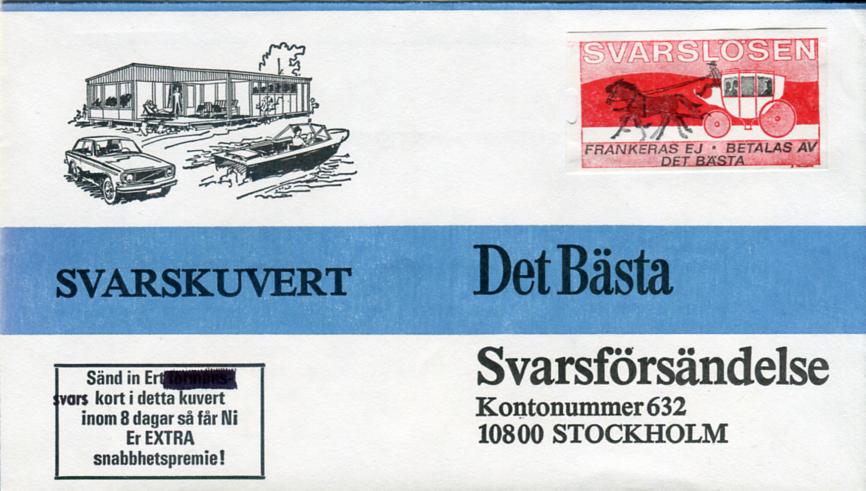 SVARSLÖSEN
FRANKERAS EJ · BETALAS AV
DET BÄSTA
SVARSKUVERT
Det Bästa
Svarsförsändelse
Kontonummer 632
10800 STOCKHOLM
Sänd in Ert
svars kort i detta kuvert
inom 8 dagar så får Ni
Er EXTRA
snabbhetspremie!